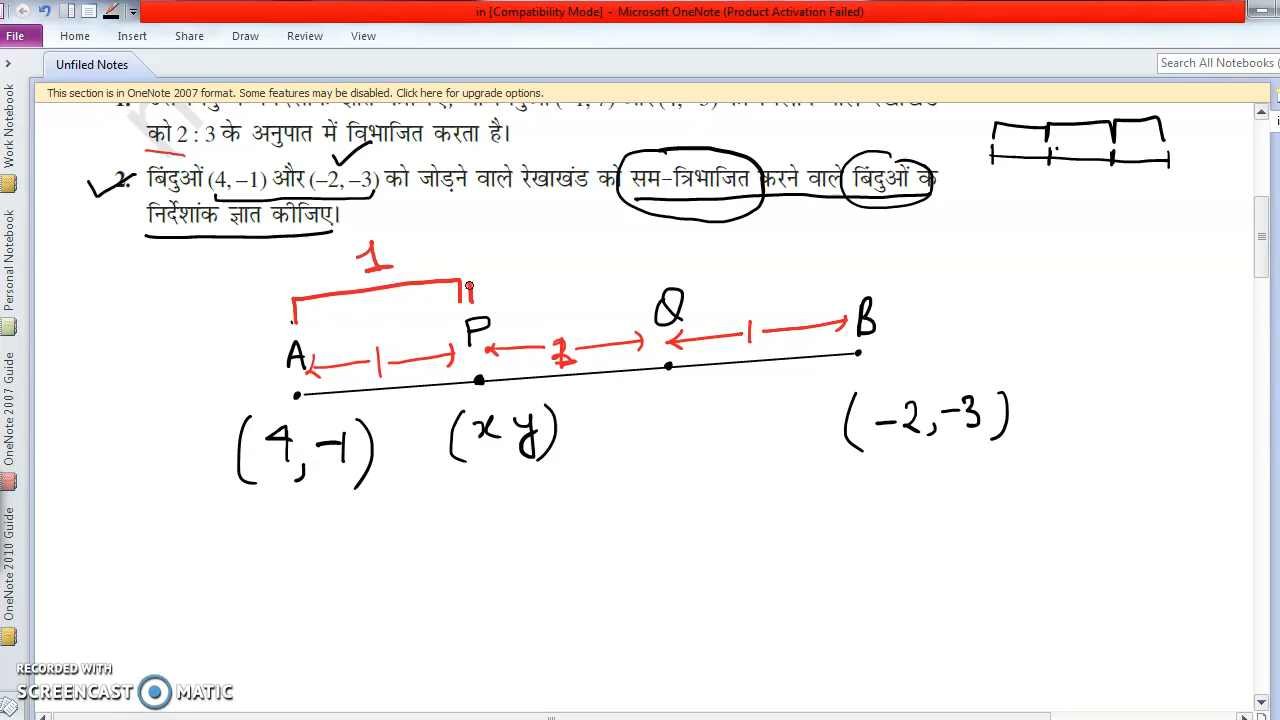 in [Compatibility Mode] - Microsoft OneNote (Product Activation Failed)
File Home Insert Share Draw Review View
Unfiled Notes
Search All Notebooks (
This section is in OneNote 2007 format. Some features may be disabled. Click here for upgrade options.
को 2 : 3 के अनुपात में विभाजित करता है।
2. बिंदुओं (4, –1) और (–2, –3) को जोड़ने वाले रेखाखंड को सम-त्रिभाजित करने वाले बिंदुओं के
निर्देशांक ज्ञात कीजिए।
1
A 1 P Q 1 B
(4, -1) (x y) (-2, -3)
Work Notebook
Personal Notebook
OneNote 2010 Guide
OneNote 2007 Guide
RECORDED WITH
SCREENCAST MATIC